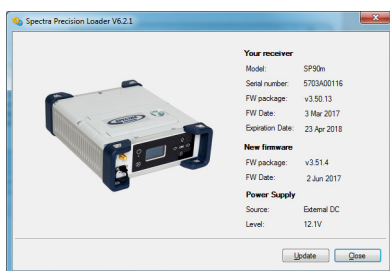 Spectra Precision Loader V6.2.1
Your receiver
Model: SP90m
Serial number: 5703A00116
FW package: v3.50.13
FW Date: 3 Mar 2017
Expiration Date: 23 Apr 2018
New firmware
FW package: v3.51.4
FW Date: 2 Jun 2017
Power Supply
Source: External DC
Level: 12.1V
Update Close